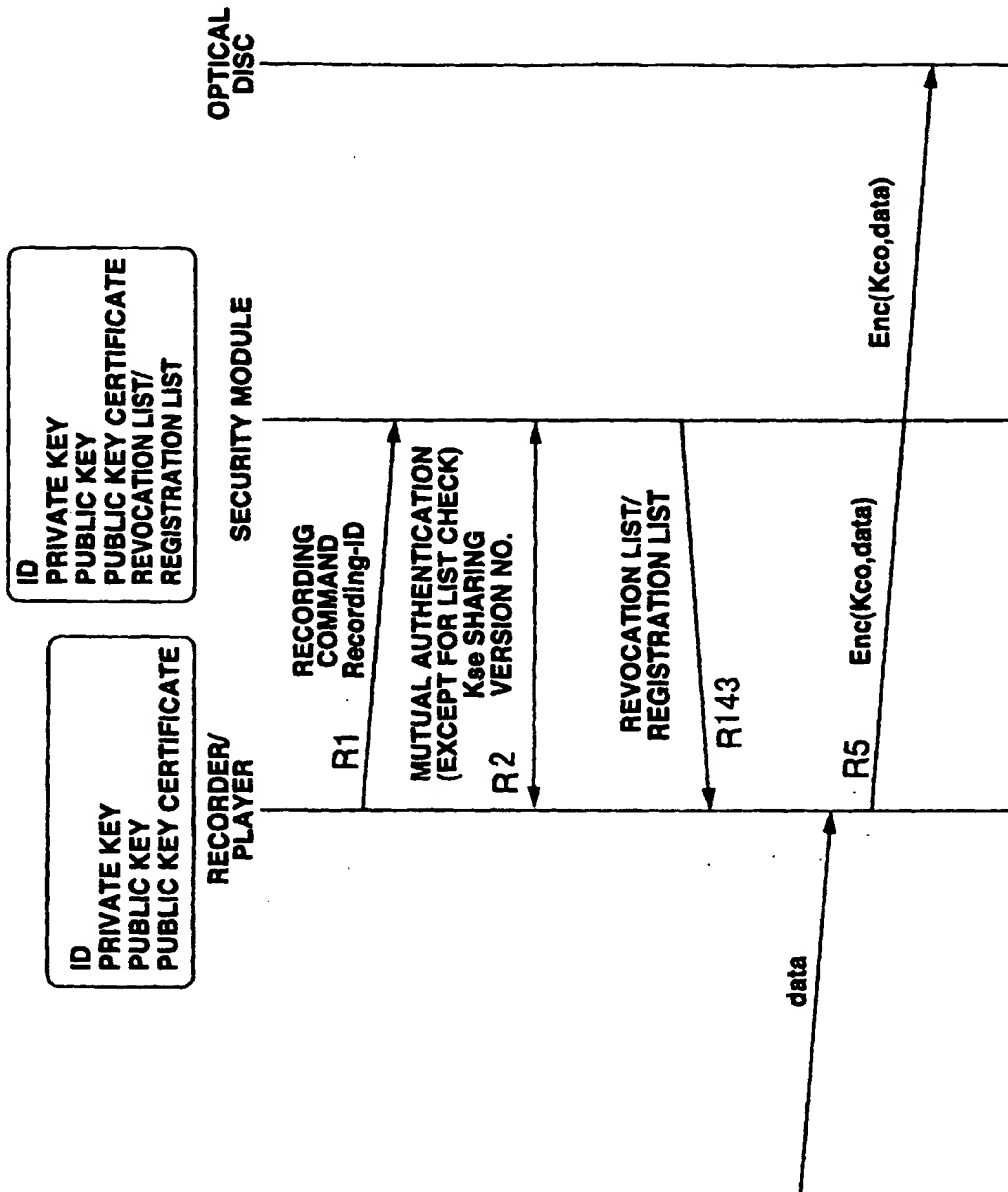 ID
PRIVATE KEY
PUBLIC KEY
PUBLIC KEY CERTIFICATE
ID
PRIVATE KEY
PUBLIC KEY
PUBLIC KEY CERTIFICATE
REVOCATION LIST/
REGISTRATION LIST
RECORDER/
PLAYER
SECURITY MODULE
OPTICAL
DISC
RECORDING
COMMAND
Recording-ID
R1
MUTUAL AUTHENTICATION
(EXCEPT FOR LIST CHECK)
Kse SHARING
VERSION NO.
R2
REVOCATION LIST/
REGISTRATION LIST
R143
data
R5
Enc(Kco,data)
Enc(Kco,data)